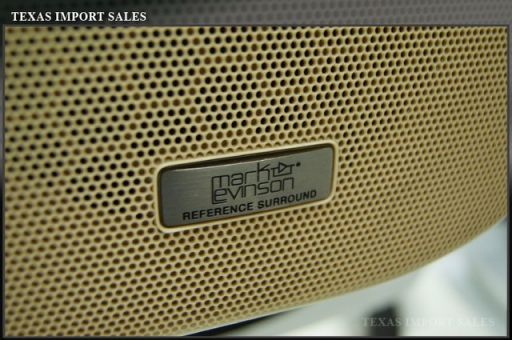 TEXAS IMPORT SALES
mark
Levinson
REFERENCE SURROUND
TEXAS IMPORT SALES